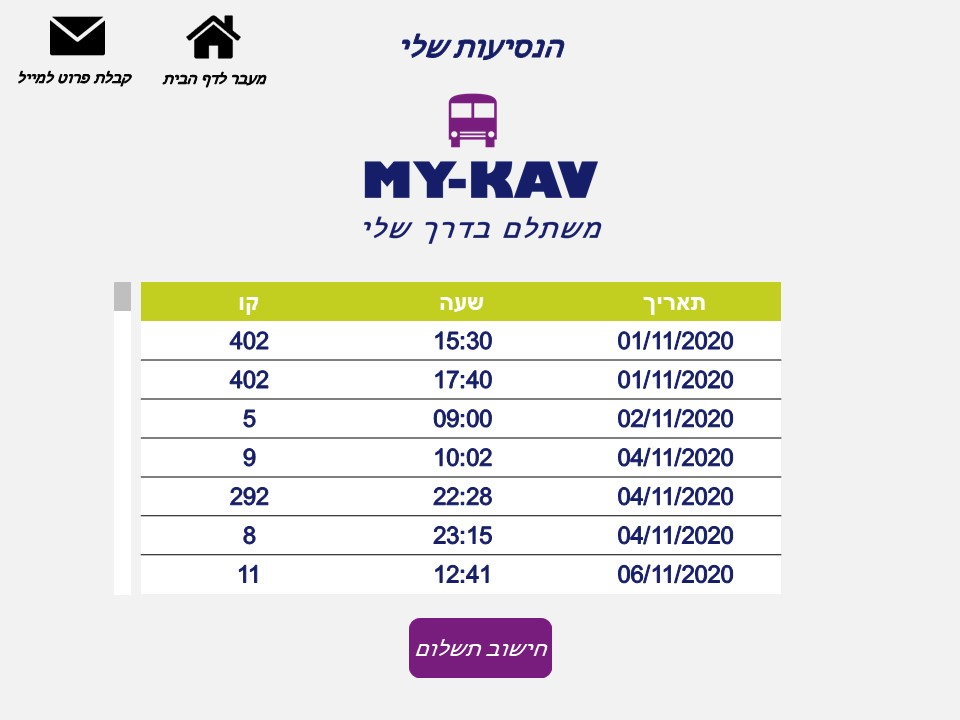 הנסיעות שלי
מעבר לדף הבית
קבלת פרוט למייל
MY-KAV
משתלם בדרך שלי
תאריך שעה קו
01/11/2020 15:30 402
01/11/2020 17:40 402
02/11/2020 09:00 5
04/11/2020 10:02 9
04/11/2020 22:28 292
04/11/2020 23:15 8
06/11/2020 12:41 11
חישוב תשלום